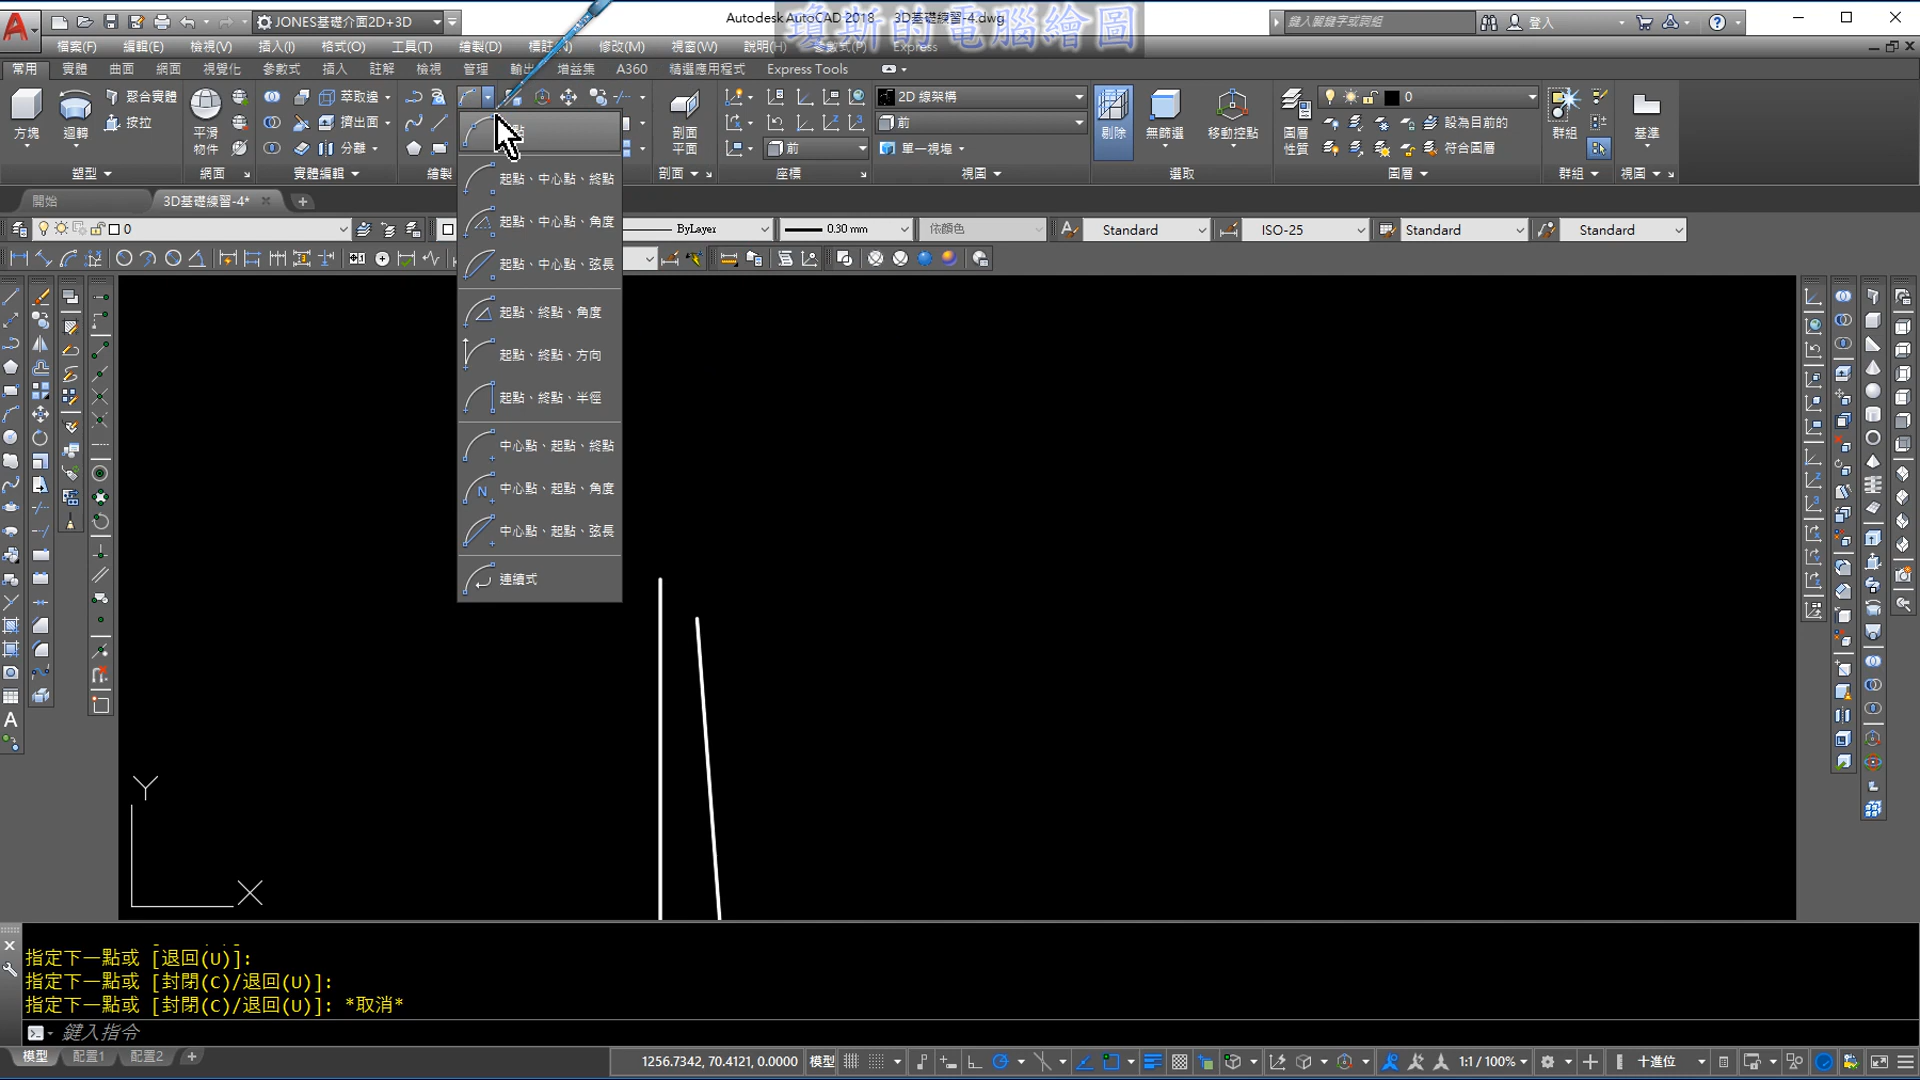 JONES基礎介面2D+3D
Autodesk AutoCAD 2018 3D基礎練習-4.dwg
瓊斯的電腦繪圖
鍵入關鍵字或詞組
登入
檔案(F) 編輯(E) 檢視(V) 插入(I) 格式(O) 工具(T) 繪製(D) 標註(N) 修改(M) 視窗(W) 說明(H) 參數式(P) Express
常用 實體 曲面 網面 視覺化 參數式 插入 註解 檢視 管理 輸出 增益集 A360 精選應用程式 Express Tools
方塊 迴轉 聚合實體 按拉
平滑物件
萃取邊 擠出面 分離
剖面平面
2D 線架構
前
前
單一視埠
剔除 無篩選 移動控點
圖層性質
0
設為目前的
符合圖層
群組
基準
塑型 網面 實體編輯 繪製 剖面 座標 視圖 選取 圖層 群組 視圖
開始 3D基礎練習-4*
0 ByLayer 0.30 mm 依顏色 Standard ISO-25 Standard Standard
起點、中心點、終點
起點、中心點、角度
起點、中心點、弦長
起點、終點、角度
起點、終點、方向
起點、終點、半徑
中心點、起點、終點
中心點、起點、角度
中心點、起點、弦長
連續式
Y
X
指定下一點或 [退回(U)]:
指定下一點或 [封閉(C)/退回(U)]:
指定下一點或 [封閉(C)/退回(U)]: *取消*
鍵入指令
模型 配置1 配置2
1256.7342, 70.4121, 0.0000 模型 1:1 / 100% 十進位